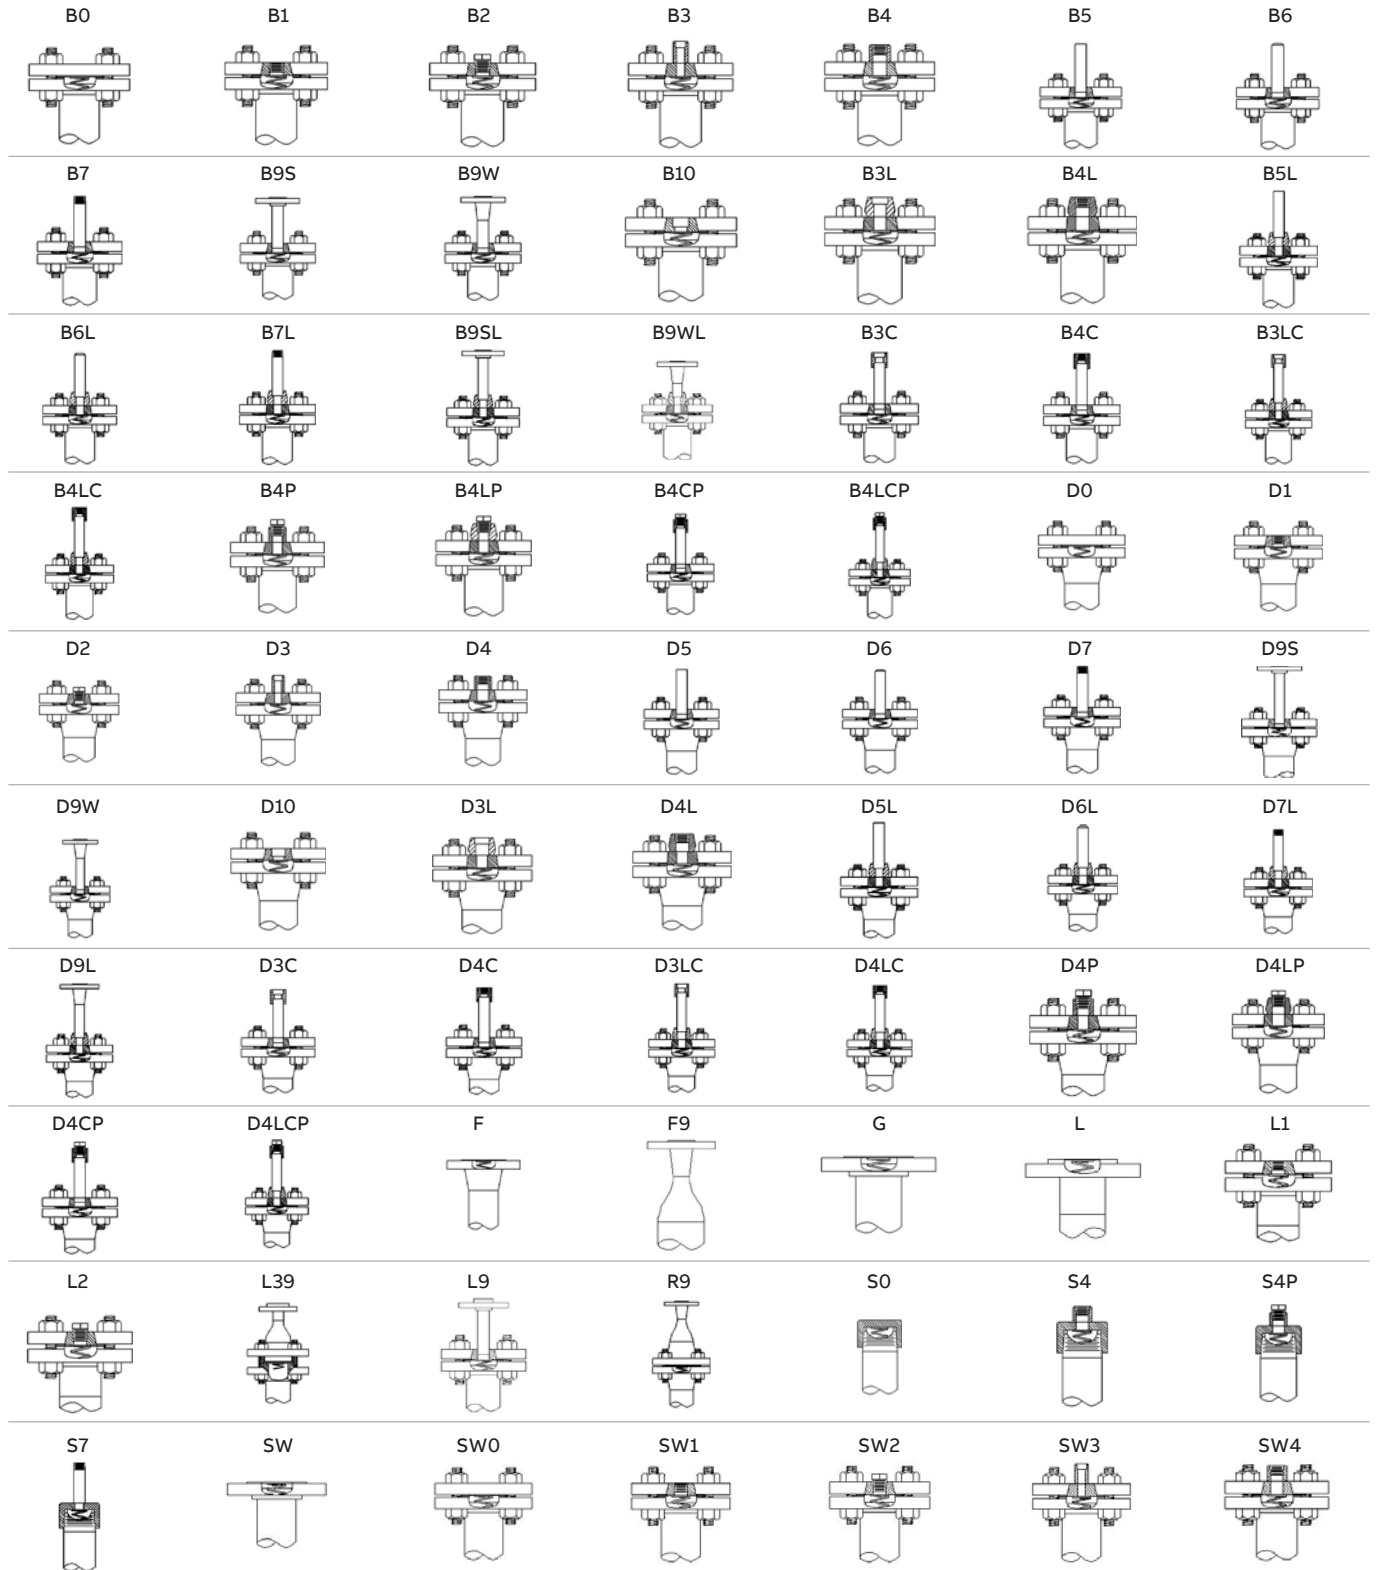 B0 B1 B2 B3 B4 B5 B6
B7 B9S B9W B10 B3L B4L B5L
B6L B7L B9SL B9WL B3C B4C B3LC
B4LC B4P B4LP B4CP B4LCP D0 D1
D2 D3 D4 D5 D6 D7 D9S
D9W D10 D3L D4L D5L D6L D7L
D9L D3C D4C D3LC D4LC D4P D4LP
D4CP D4LCP F F9 G L L1
L2 L39 L9 R9 S0 S4 S4P
S7 SW SW0 SW1 SW2 SW3 SW4